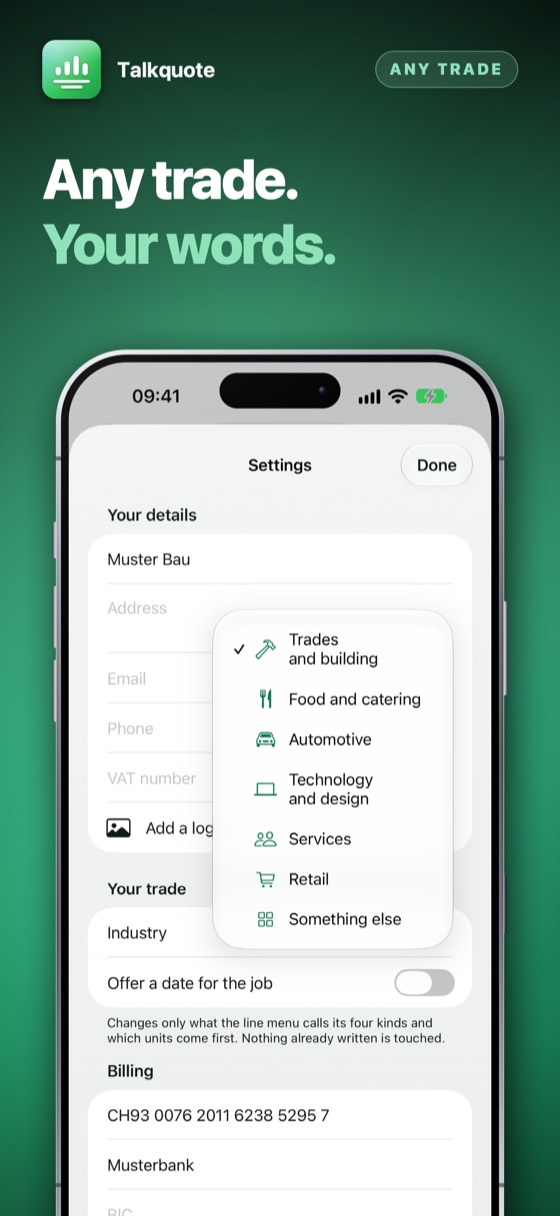 Talkquote
ANY TRADE
Any trade.
Your words.
09:41
Settings
Done
Your details
Muster Bau
Address
Trades
and building
Food and catering
Email
Phone
Automotive
VAT number
Technology
and design
Add a log
Services
Retail
Your trade
Something else
Industry
Offer a date for the job
Changes only what the line menu calls its four kinds and
which units come first. Nothing already written is touched.
Billing
CH93 0076 2011 6238 5295 7
Musterbank
BIC